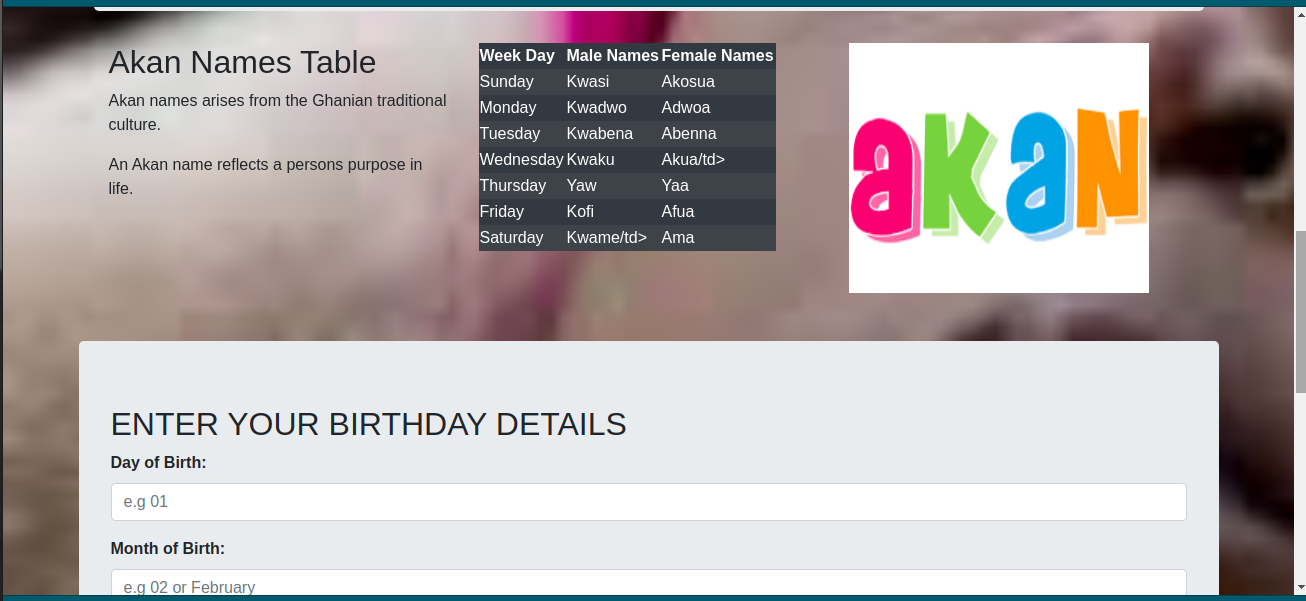 Akan Names Table
Akan names arises from the Ghanian traditional
culture.
An Akan name reflects a persons purpose in
life.
Week Day Male Names Female Names
Sunday Kwasi Akosua
Monday Kwadwo Adwoa
Tuesday Kwabena Abenna
Wednesday Kwaku Akua/td>
Thursday Yaw Yaa
Friday Kofi Afua
Saturday Kwame/td> Ama
aKaN
ENTER YOUR BIRTHDAY DETAILS
Day of Birth:
e.g 01
Month of Birth:
e.g 02 or February